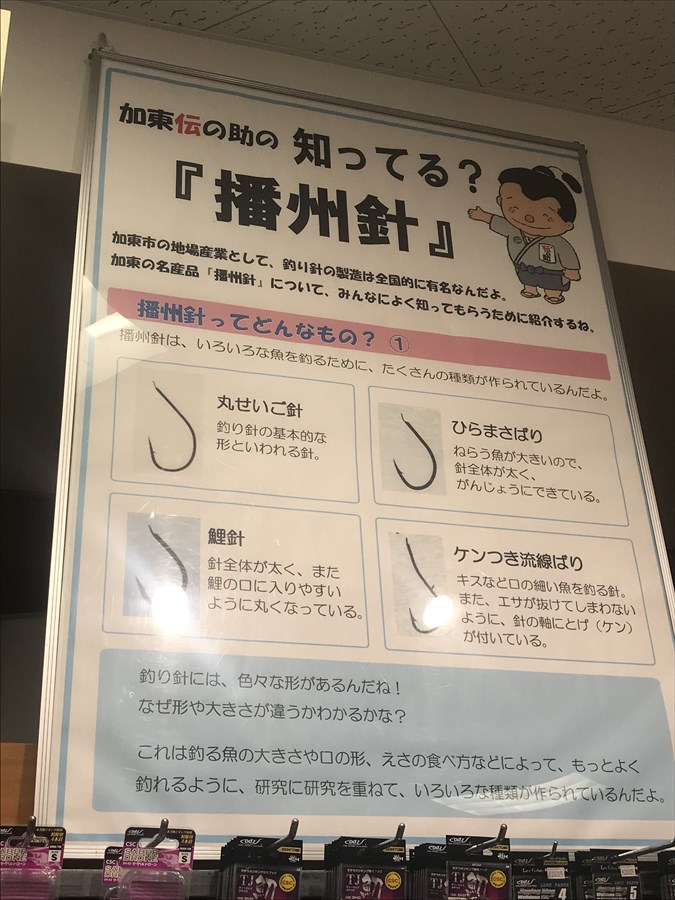 加東伝の助の 知ってる？
『播州針』
加東市の地場産業として、釣り針の製造は全国的に有名なんだよ。
加東の名産品「播州針」について、みんなによく知ってもらうために紹介するね。
播州針ってどんなもの？ ①
播州針は、いろいろな魚を釣るために、たくさんの種類が作られているんだよ。
丸せいご針
釣り針の基本的な
形といわれる針。
ひらまさばり
ねらう魚が大きいので、
針全体が太く、
がんじょうにできている。
鯉針
針全体が太く、また
鯉の口に入りやすい
ように丸くなっている。
ケンつき流線ばり
キスなど口の細い魚を釣る針。
また、エサが抜けてしまわない
ように、針の軸にとげ（ケン）
が付いている。
釣り針には、色々な形があるんだね！
なぜ形や大きさが違うかわかるかな？
これは釣る魚の大きさや口の形、えさの食べ方などによって、もっとよく
釣れるように、研究に研究を重ねて、いろいろな種類が作られているんだよ。
CSC
S
CSC
S
TJ
CSC
TJ
CSC
TJ
4
5